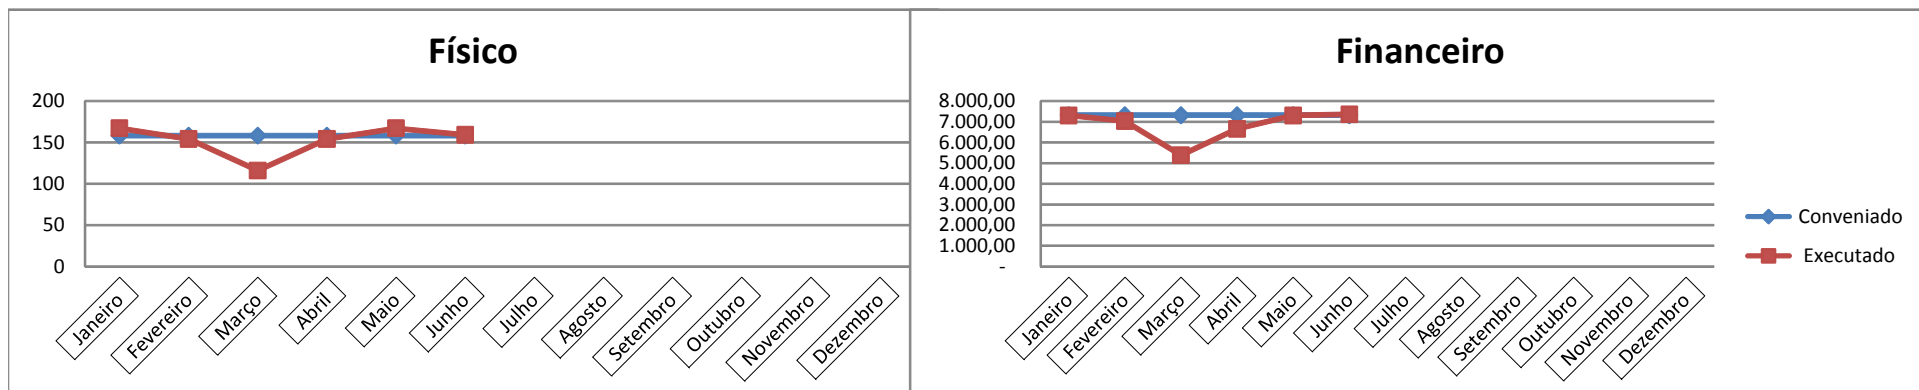 Físico
200
150
100
50
0
Janeiro
Fevereiro
Março
Abril
Maio
Junho
Julho
Agosto
Setembro
Outubro
Novembro
Dezembro
Financeiro
8.000,00
7.000,00
6.000,00
5.000,00
4.000,00
3.000,00
2.000,00
1.000,00
-
Janeiro
Fevereiro
Março
Abril
Maio
Junho
Julho
Agosto
Setembro
Outubro
Novembro
Dezembro
Conveniado
Executado